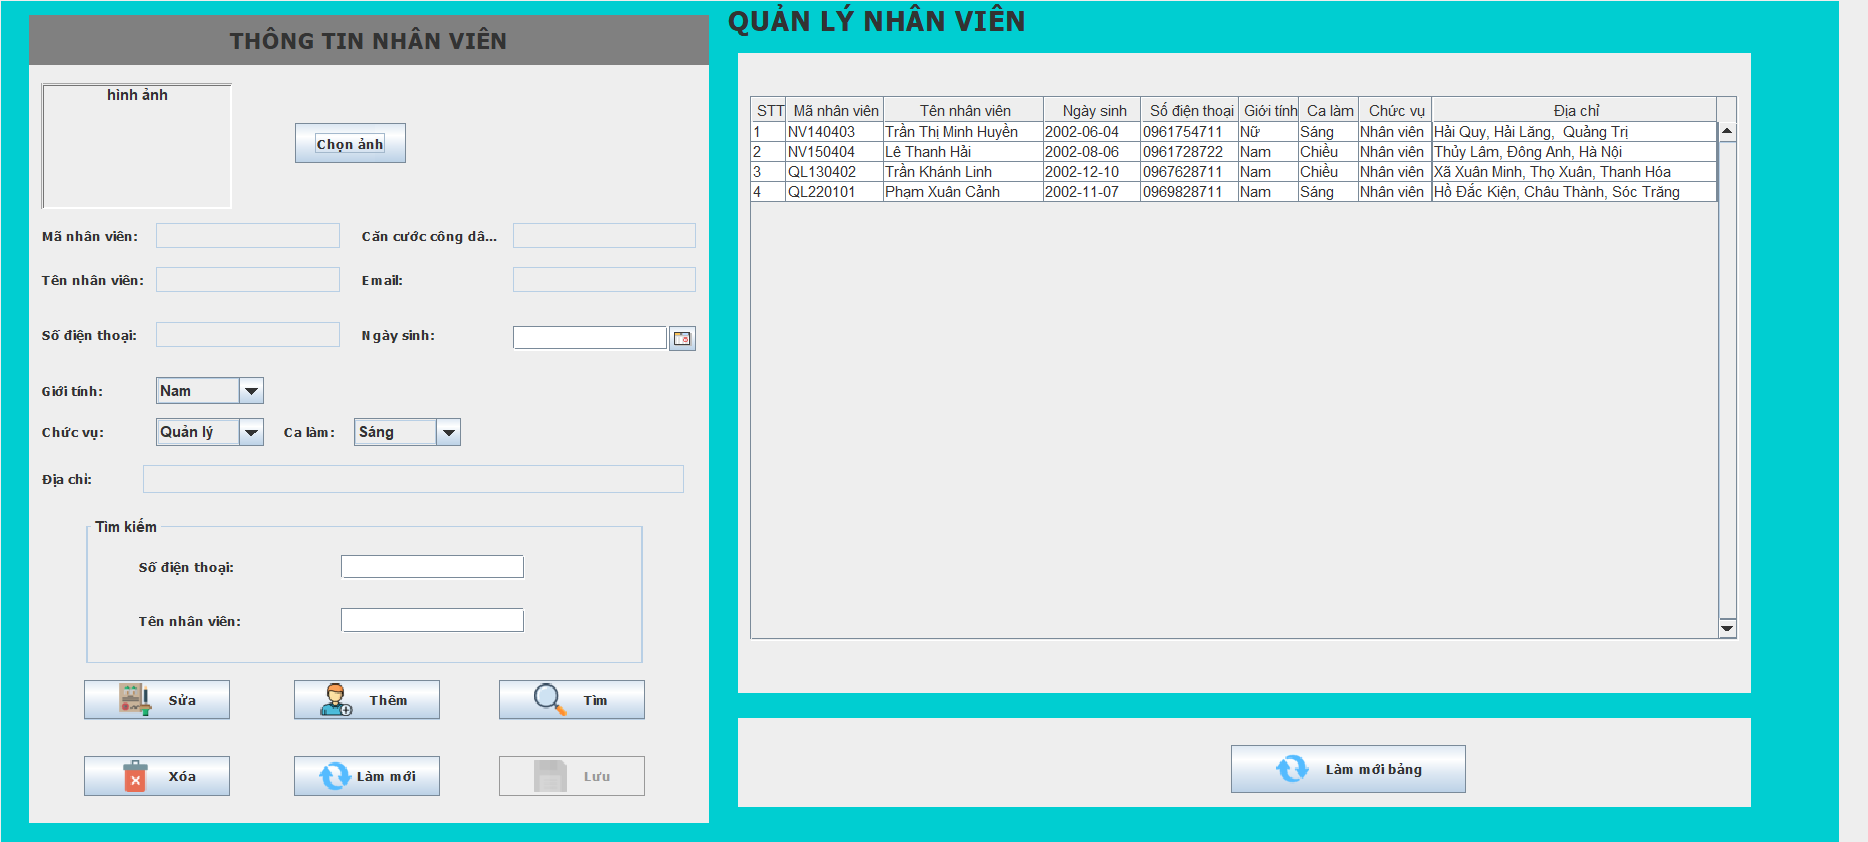 THÔNG TIN NHÂN VIÊN
hình ảnh
Chọn ảnh
Mã nhân viên:
Căn cước công dâ...
Tên nhân viên:
Email:
Số điện thoại:
Ngày sinh:
Giới tính:
Nam
Chức vụ:
Quản lý
Ca làm:
Sáng
Địa chỉ:
Tìm kiếm
Số điện thoại:
Tên nhân viên:
Sửa
Thêm
Tìm
Xóa
Làm mới
Lưu
QUẢN LÝ NHÂN VIÊN
STT Mã nhân viên Tên nhân viên Ngày sinh Số điện thoại Giới tính Ca làm Chức vụ Địa chỉ
1 NV140403 Trần Thị Minh Huyền 2002-06-04 0961754711 Nữ Sáng Nhân viên Hải Quy, Hải Lăng, Quảng Trị
2 NV150404 Lê Thanh Hải 2002-08-06 0961728722 Nam Chiều Nhân viên Thủy Lâm, Đông Anh, Hà Nội
3 QL130402 Trần Khánh Linh 2002-12-10 0967628711 Nam Chiều Nhân viên Xã Xuân Minh, Thọ Xuân, Thanh Hóa
4 QL220101 Phạm Xuân Cảnh 2002-11-07 0969828711 Nam Sáng Nhân viên Hồ Đắc Kiện, Châu Thành, Sóc Trăng
Làm mới bảng